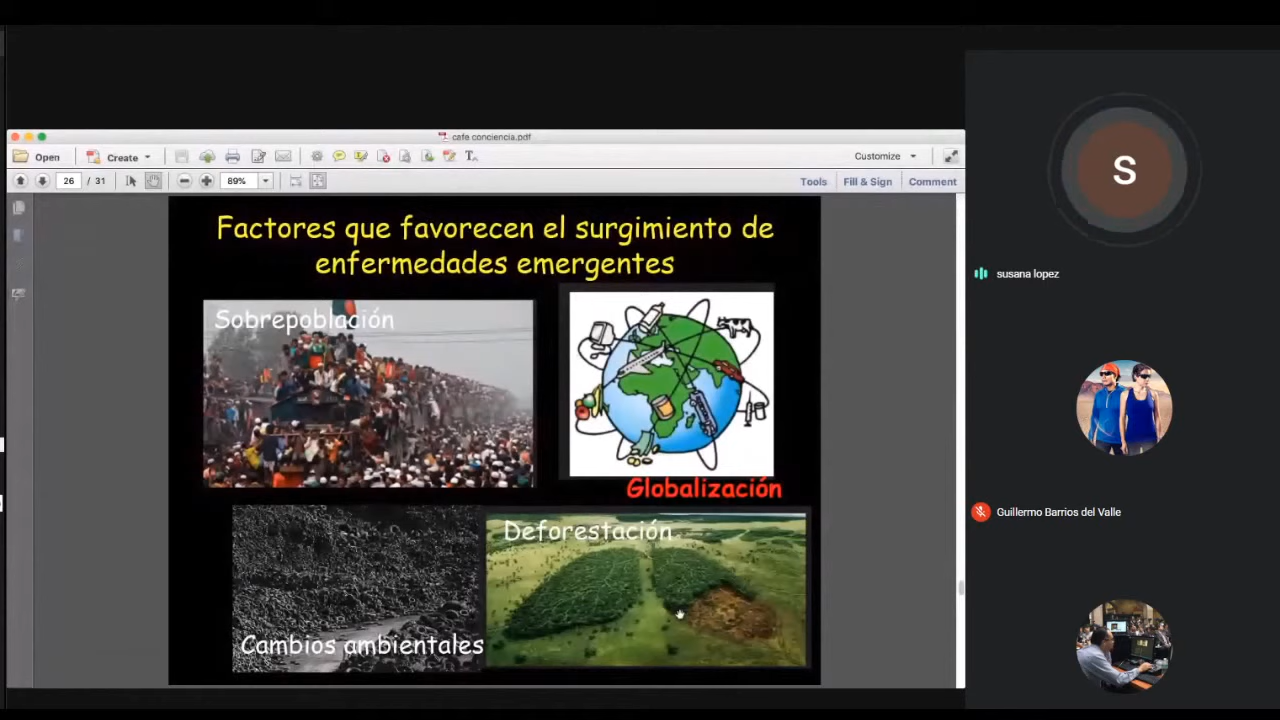 cafe conciencia.pdf
Open
Create
Customize
26 / 31
89%
Tools
Fill & Sign
Comment
Factores que favorecen el surgimiento de
enfermedades emergentes
Sobrepoblación
Globalización
Deforestación
Cambios ambientales
S
susana lopez
Guillermo Barrios del Valle